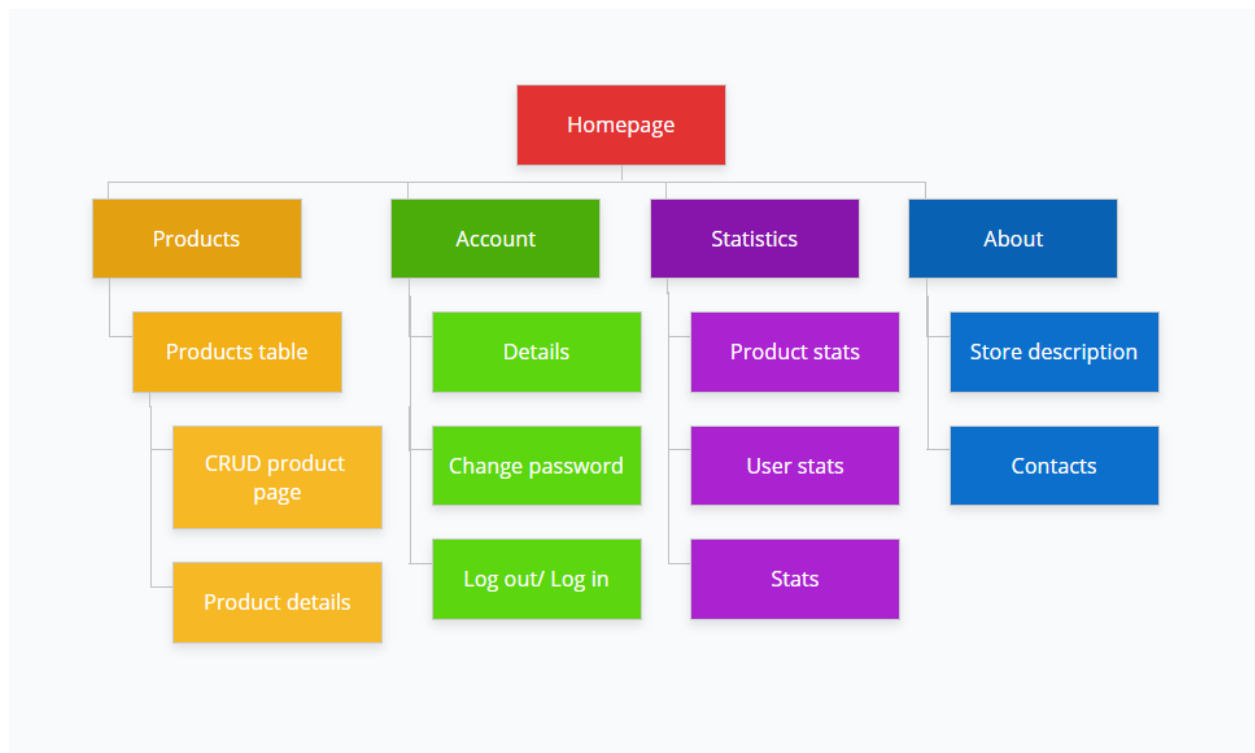 Homepage
Products
Account
Statistics
About
Products table
Details
Product stats
Store description
CRUD product
page
Change password
User stats
Contacts
Product details
Log out/ Log in
Stats